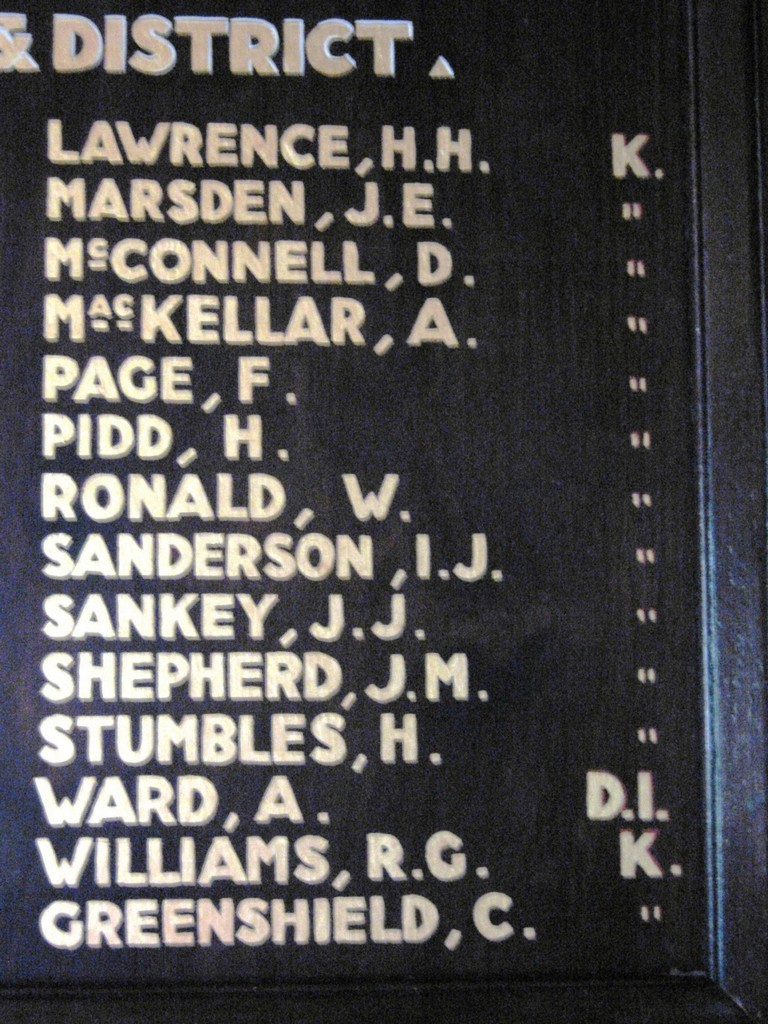 & DISTRICT.
LAWRENCE, H.H. K.
MARSDEN, J.E. "
McCONNELL, D. "
MacKELLAR, A. "
PAGE, F. "
PIDD, H. "
RONALD, W. "
SANDERSON, I.J. "
SANKEY, J.J. "
SHEPHERD, J.M. "
STUMBLES, H. "
WARD, A. D.I.
WILLIAMS, R.G. K.
GREENSHIELD, C. "